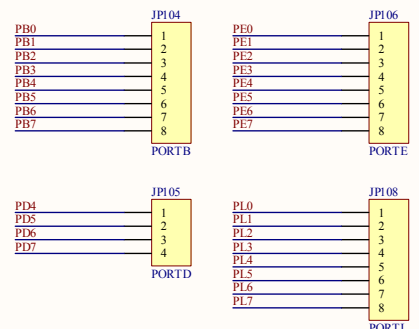 JP104
PB0 1
PB1 2
PB2 3
PB3 4
PB4 5
PB5 6
PB6 7
PB7 8
PORTB
JP106
PE0 1
PE1 2
PE2 3
PE3 4
PE4 5
PE5 6
PE6 7
PE7 8
PORTE
JP105
PD4 1
PD5 2
PD6 3
PD7 4
PORTD
JP108
PL0 1
PL1 2
PL2 3
PL3 4
PL4 5
PL5 6
PL6 7
PL7 8
PORTL